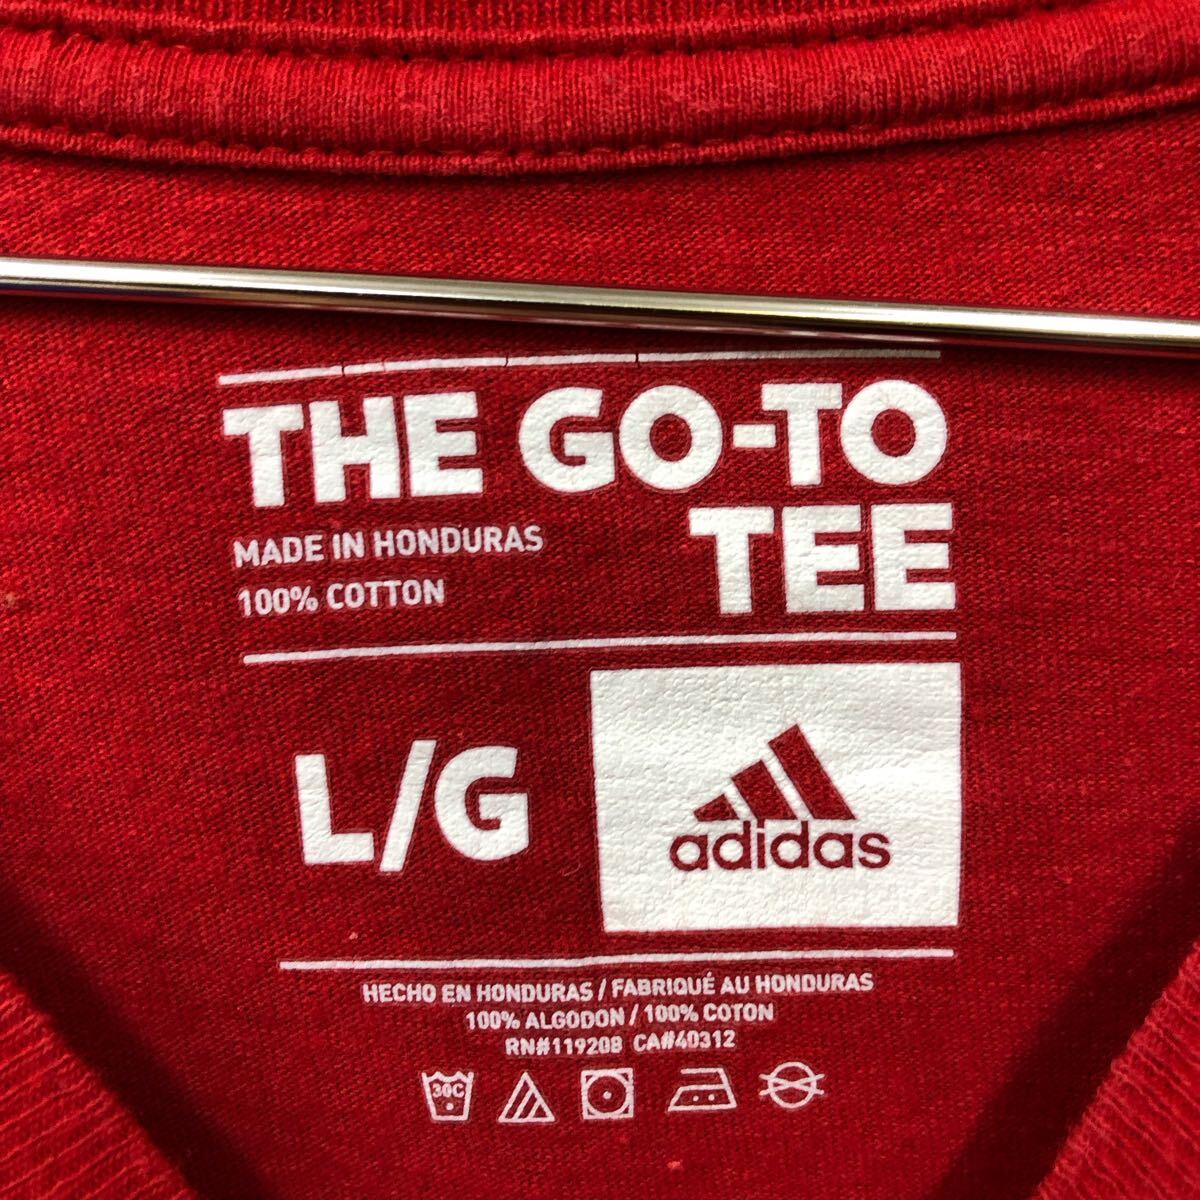 THE GO-TO
TEE
MADE IN HONDURAS
100% COTTON
L/G
adidas
HECHO EN HONDURAS / FABRIQUÉ AU HONDURAS
100% ALGODON / 100% COTON
RN#119208 CA#40312
30C